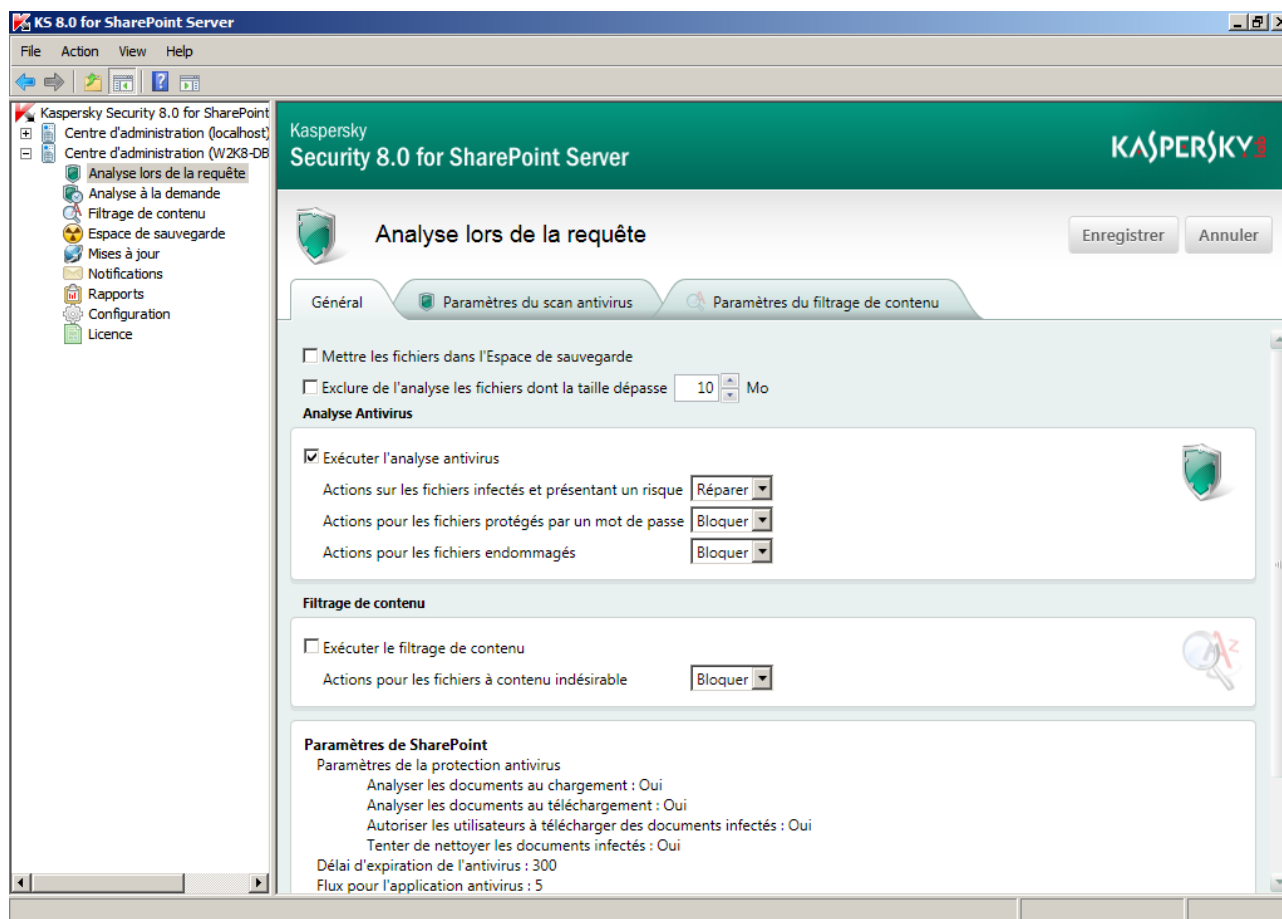 KS 8.0 for SharePoint Server
File Action View Help
Kaspersky Security 8.0 for SharePoint
Centre d'administration (localhost)
Centre d'administration (W2K8-DB
Analyse lors de la requête
Analyse à la demande
Filtrage de contenu
Espace de sauvegarde
Mises à jour
Notifications
Rapports
Configuration
Licence
Kaspersky
Security 8.0 for SharePoint Server
KASPERSKY lab
Analyse lors de la requête
Enregistrer Annuler
Général Paramètres du scan antivirus Paramètres du filtrage de contenu
Mettre les fichiers dans l'Espace de sauvegarde
Exclure de l'analyse les fichiers dont la taille dépasse 10 Mo
Analyse Antivirus
Exécuter l'analyse antivirus
Actions sur les fichiers infectés et présentant un risque Réparer
Actions pour les fichiers protégés par un mot de passe Bloquer
Actions pour les fichiers endommagés Bloquer
Filtrage de contenu
Exécuter le filtrage de contenu
Actions pour les fichiers à contenu indésirable Bloquer
Paramètres de SharePoint
Paramètres de la protection antivirus
Analyser les documents au chargement : Oui
Analyser les documents au téléchargement : Oui
Autoriser les utilisateurs à télécharger des documents infectés : Oui
Tenter de nettoyer les documents infectés : Oui
Délai d'expiration de l'antivirus : 300
Flux pour l'application antivirus : 5